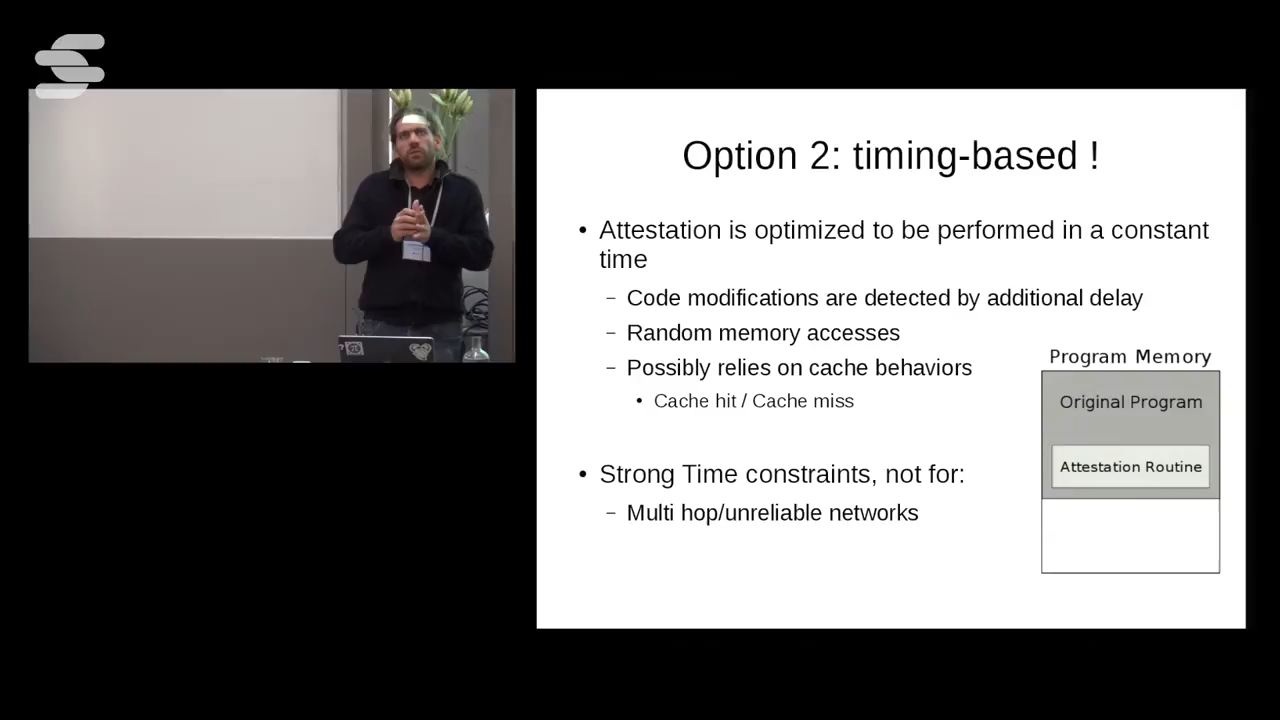 Option 2: timing-based !
• Attestation is optimized to be performed in a constant
time
– Code modifications are detected by additional delay
– Random memory accesses
– Possibly relies on cache behaviors
• Cache hit / Cache miss
• Strong Time constraints, not for:
– Multi hop/unreliable networks
Program Memory
Original Program
Attestation Routine